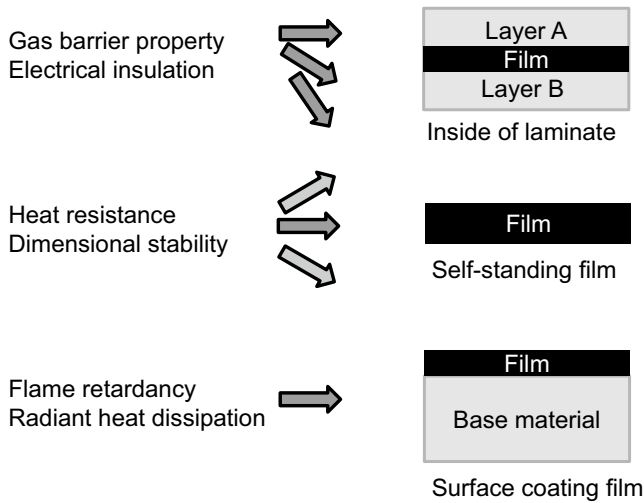 Gas barrier property
Electrical insulation
Layer A
Film
Layer B
Inside of laminate
Heat resistance
Dimensional stability
Film
Self-standing film
Flame retardancy
Radiant heat dissipation
Film
Base material
Surface coating film